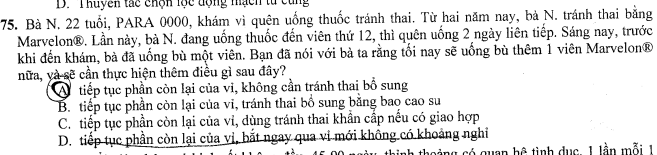 D. Thuyên tắc chọn lọc động mạch tử cung
75. Bà N. 22 tuổi, PARA 0000, khám vì quên uống thuốc tránh thai. Từ hai năm nay, bà N. tránh thai bằng
Marvelon®. Lần này, bà N. đang uống thuốc đến viên thứ 12, thì quên uống 2 ngày liên tiếp. Sáng nay, trước
khi đến khám, bà đã uống bù một viên. Bạn đã nói với bà ta rằng tối nay sẽ uống bù thêm 1 viên Marvelon®
nữa, và sẽ cần thực hiện thêm điều gì sau đây?
A. tiếp tục phần còn lại của vỉ, không cần tránh thai bổ sung
B. tiếp tục phần còn lại của vỉ, tránh thai bổ sung bằng bao cao su
C. tiếp tục phần còn lại của vỉ, dùng tránh thai khẩn cấp nếu có giao hợp
D. tiếp tục phần còn lại của vỉ, bắt ngay qua vỉ mới không có khoảng nghỉ
có quan hệ tình dục, 1 lần mỗi 1